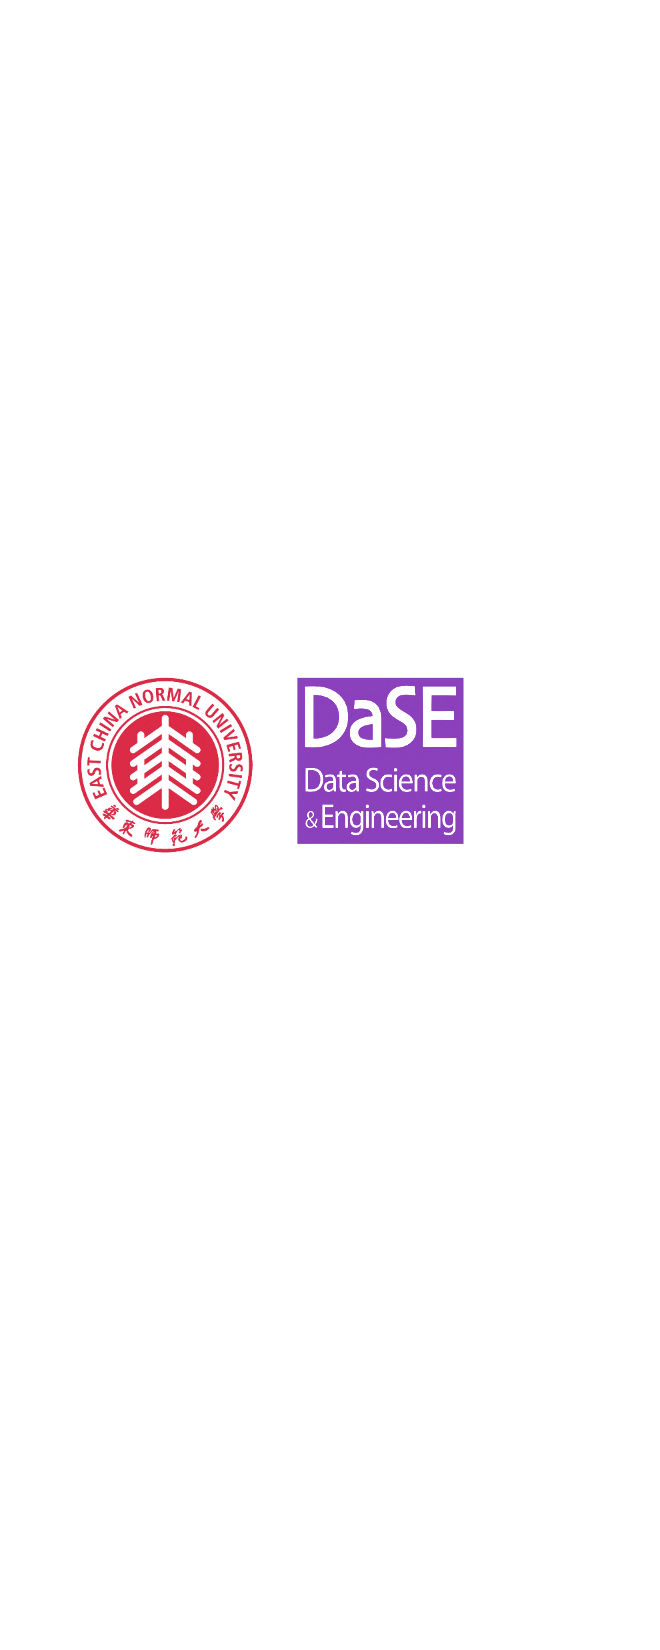 EAST CHINA NORMAL UNIVERSITY
華東師範大學
DaSE
Data Science
& Engineering